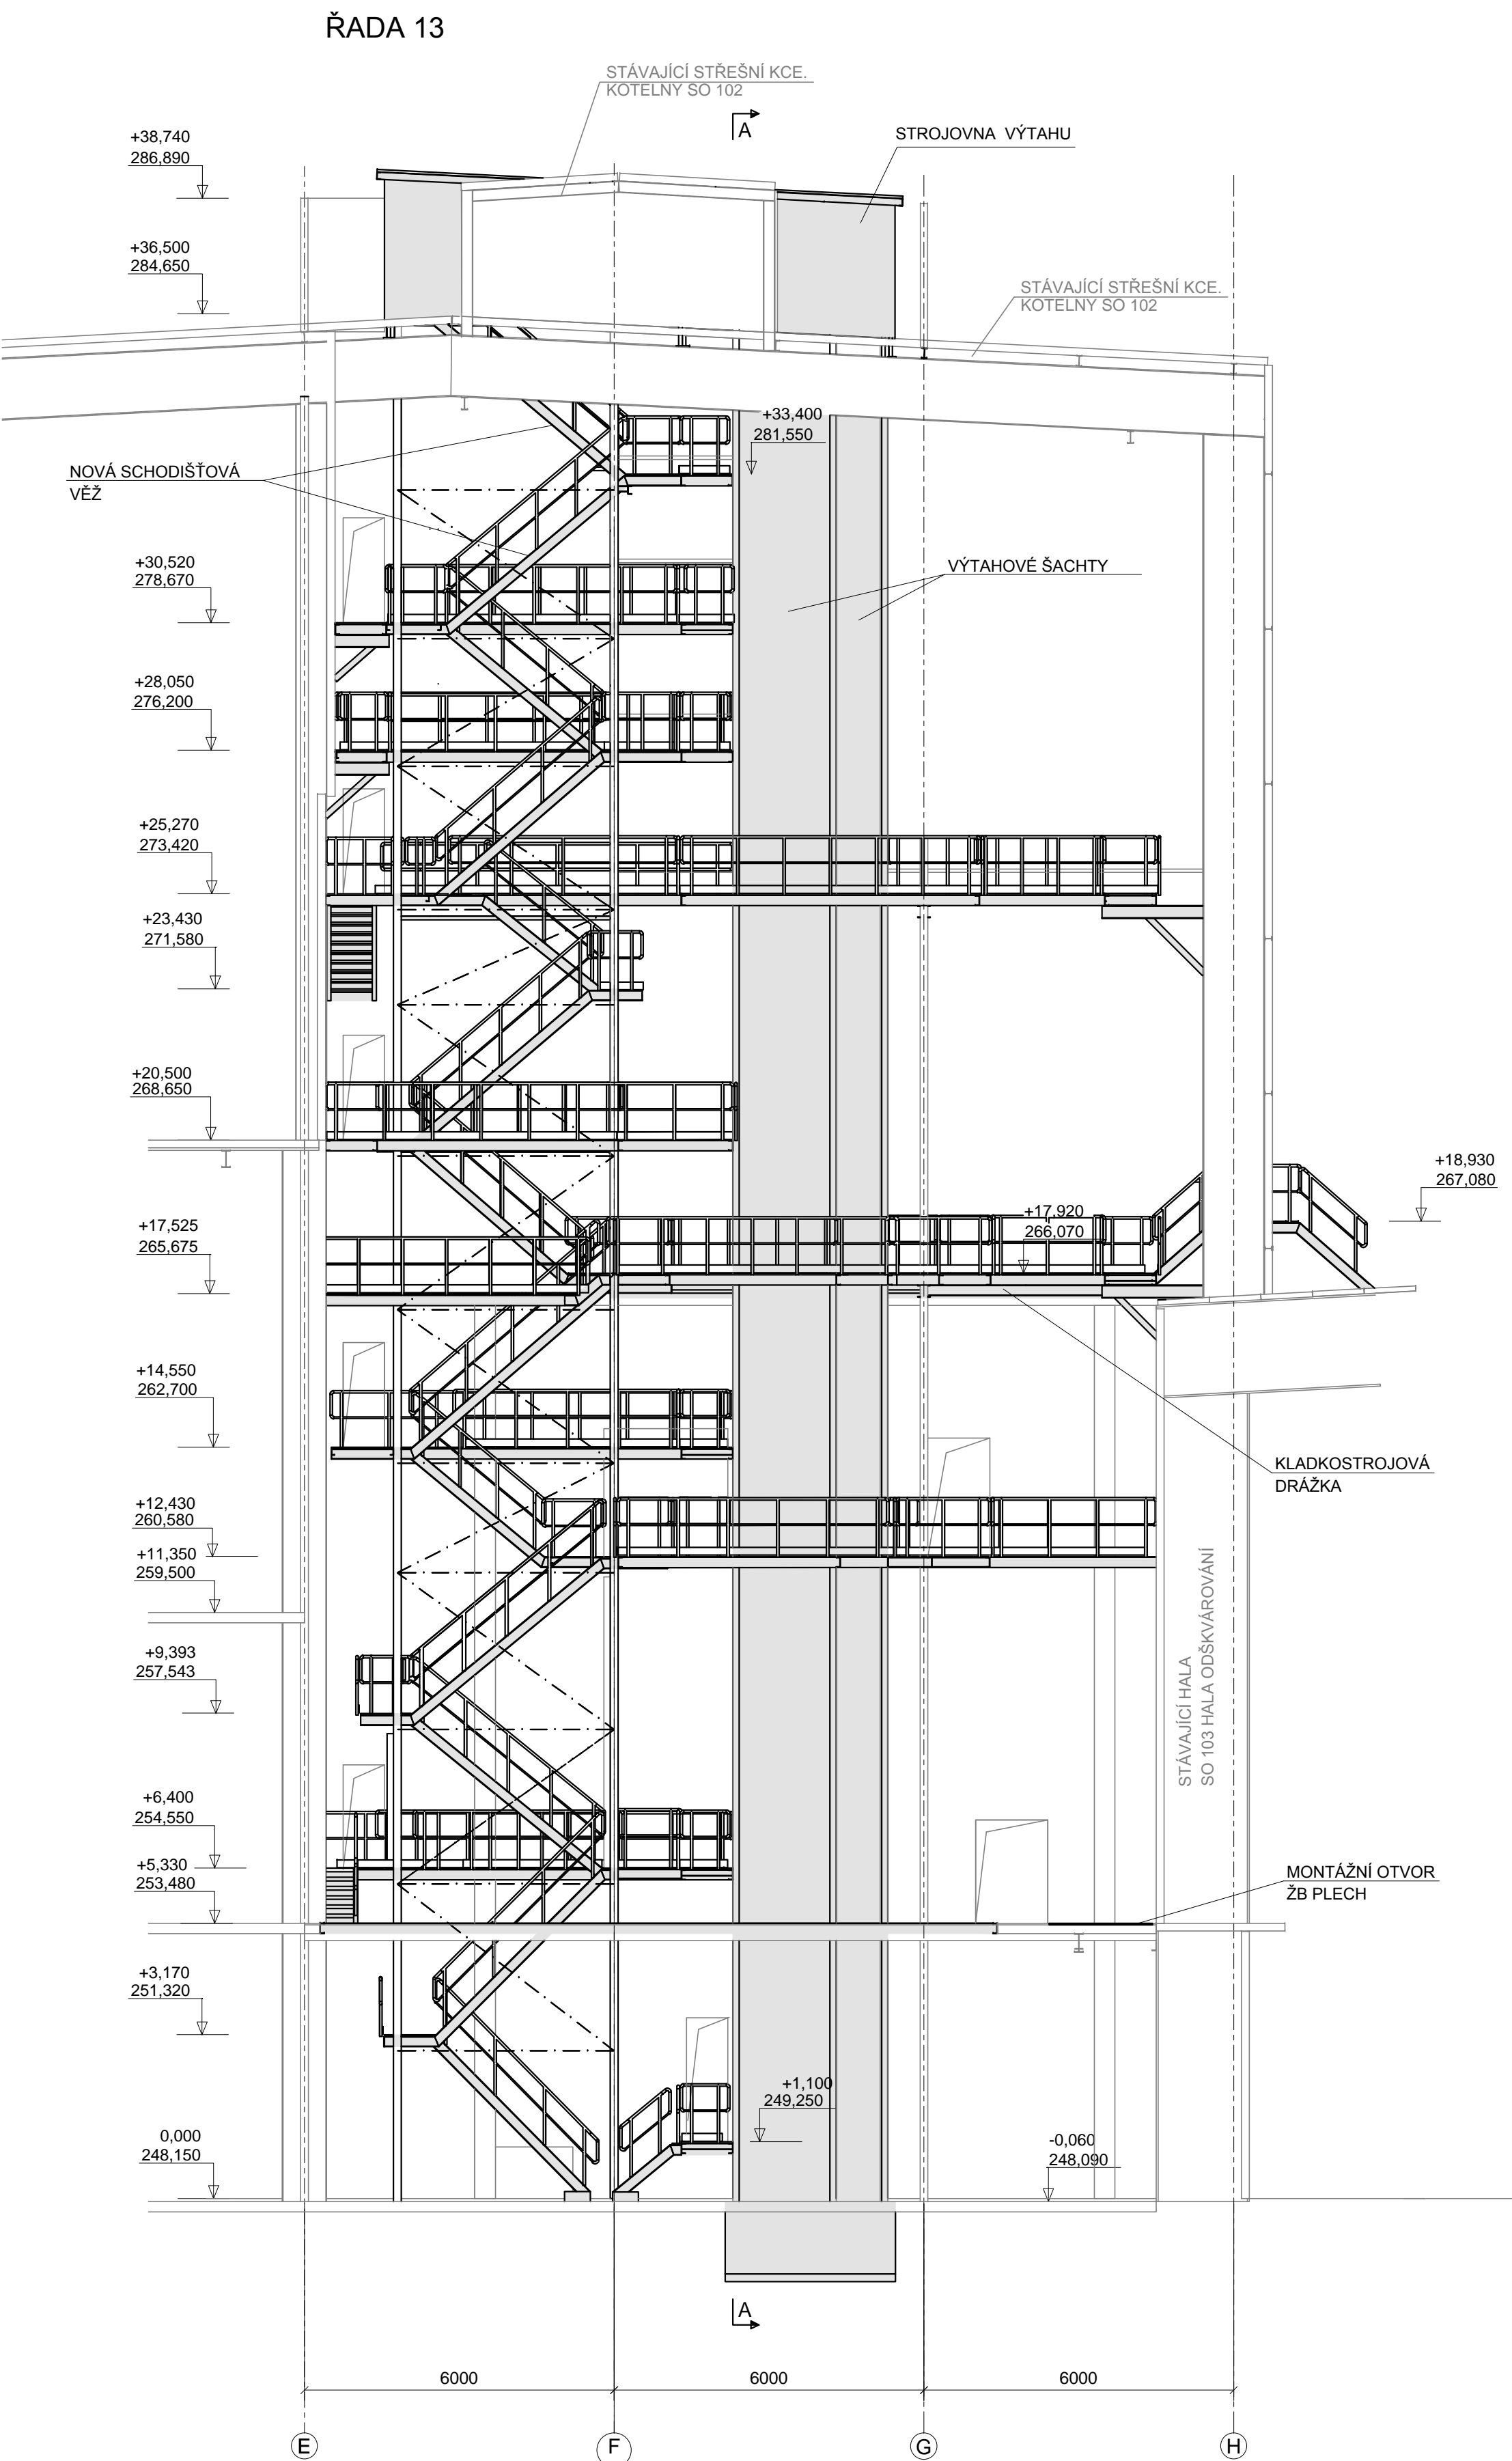 ŘADA 13
STÁVAJÍCÍ STŘEŠNÍ KCE.
KOTELNY SO 102
A
STROJOVNA VÝTAHU
+38,740
286,890
+36,500
284,650
STÁVAJÍCÍ STŘEŠNÍ KCE.
KOTELNY SO 102
+33,400
281,550
NOVÁ SCHODIŠŤOVÁ
VĚŽ
+30,520
278,670
VÝTAHOVÉ ŠACHTY
+28,050
276,200
+25,270
273,420
+23,430
271,580
+20,500
268,650
+18,930
267,080
+17,525
265,675
+17,920
266,070
+14,550
262,700
KLADKOSTROJOVÁ
DRÁŽKA
+12,430
260,580
+11,350
259,500
STÁVAJÍCÍ HALA
SO 103 HALA ODŠKVÁROVÁNÍ
+9,393
257,543
+6,400
254,550
+5,330
253,480
MONTÁŽNÍ OTVOR
ŽB PLECH
+3,170
251,320
+1,100
249,250
0,000
248,150
-0,060
248,090
A
6000
6000
6000
E
F
G
H